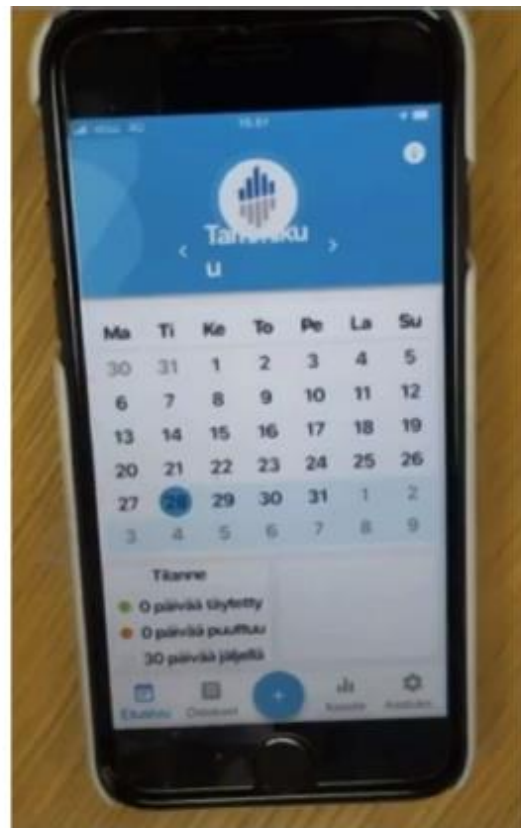 Tammiku
u
Ma Ti Ke To Pe La Su
30 31 1 2 3 4 5
6 7 8 9 10 11 12
13 14 15 16 17 18 19
20 21 22 23 24 25 26
27 28 29 30 31 1 2
3 4 5 6 7 8 9
Tilanne
0 päivää täytetty
0 päivää puuttuu
30 päivää jäljellä
+
Etusivu